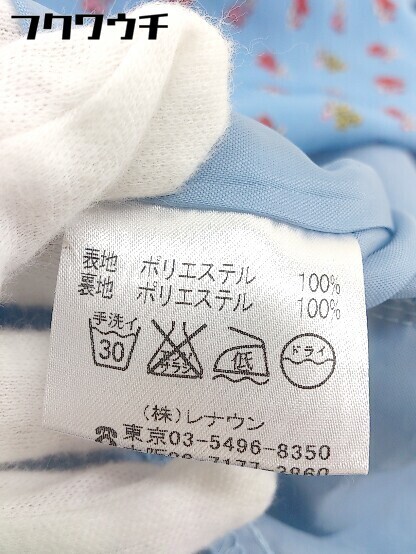 フクワウチ
表地 ポリエステル 100%
裏地 ポリエステル 100%
手洗イ
30
エンソ
サラシ
低
ドライ
(株)レナウン
☎東京03-5496-8350